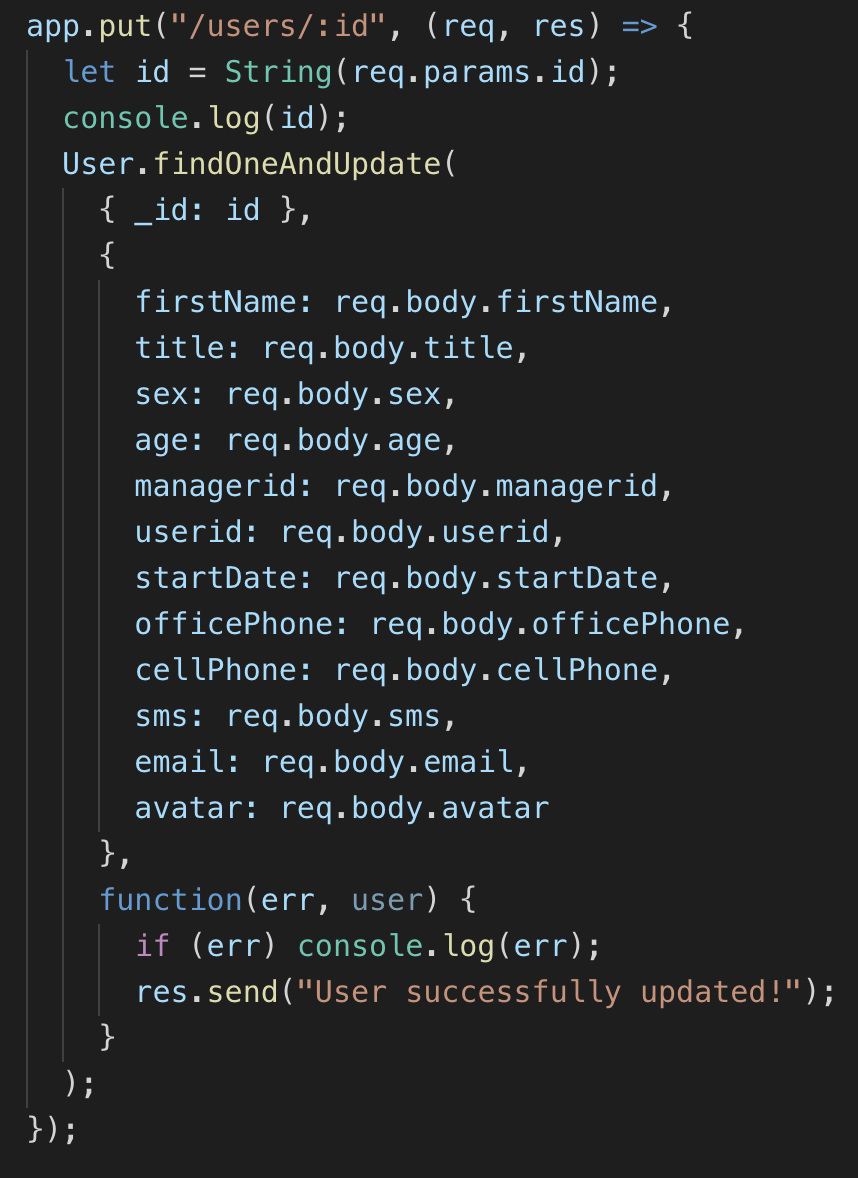 app.put("/users/:id", (req, res) => {
let id = String(req.params.id);
console.log(id);
User.findOneAndUpdate(
{ _id: id },
{
firstName: req.body.firstName,
title: req.body.title,
sex: req.body.sex,
age: req.body.age,
managerid: req.body.managerid,
userid: req.body.userid,
startDate: req.body.startDate,
officePhone: req.body.officePhone,
cellPhone: req.body.cellPhone,
sms: req.body.sms,
email: req.body.email,
avatar: req.body.avatar
},
function(err, user) {
if (err) console.log(err);
res.send("User successfully updated!");
}
);
});